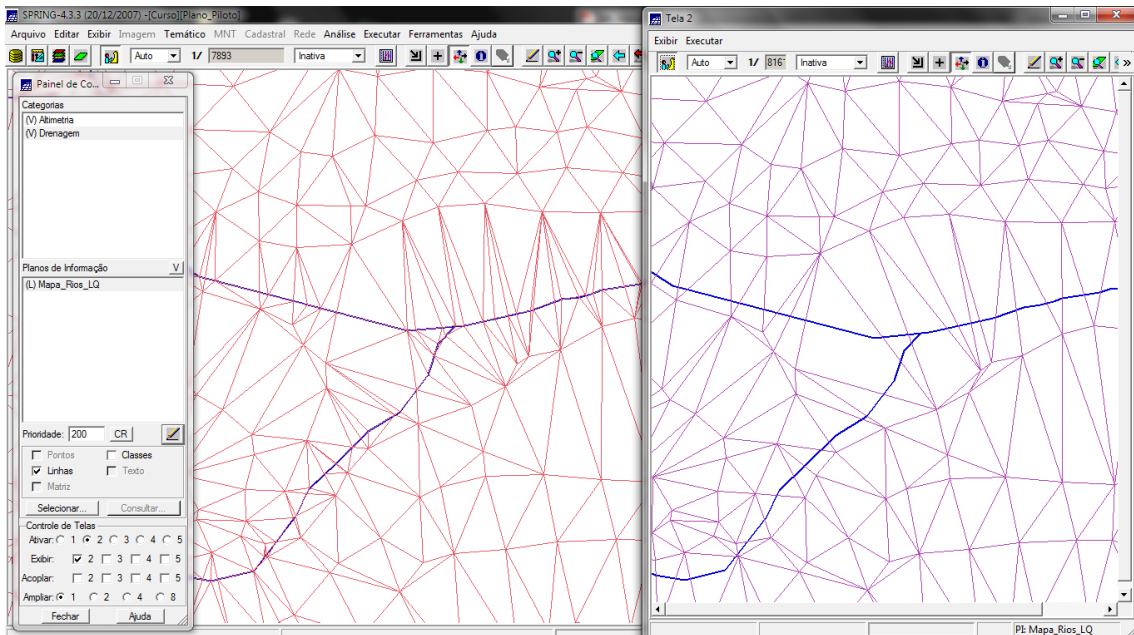 SPRING-4.3.3 (20/12/2007) -[Curso][Plano_Piloto]
Arquivo Editar Exibir Imagem Temático MNT Cadastral Rede Análise Executar Ferramentas Ajuda
Auto 1/ 7893 Inativa
Painel de Co...
Categorias
(V) Altimetria
(V) Drenagem
Planos de Informação V
(L) Mapa_Rios_LQ
Prioridade: 200 CR
Pontos Classes
Linhas Texto
Matriz
Selecionar... Consultar...
Controle de Telas
Ativar: 1 2 3 4 5
Exibir: 2 3 4 5
Acoplar: 2 3 4 5
Ampliar: 1 2 4 8
Fechar Ajuda
Tela 2
Exibir Executar
Auto 1/ 816 Inativa »
PI: Mapa_Rios_LQ